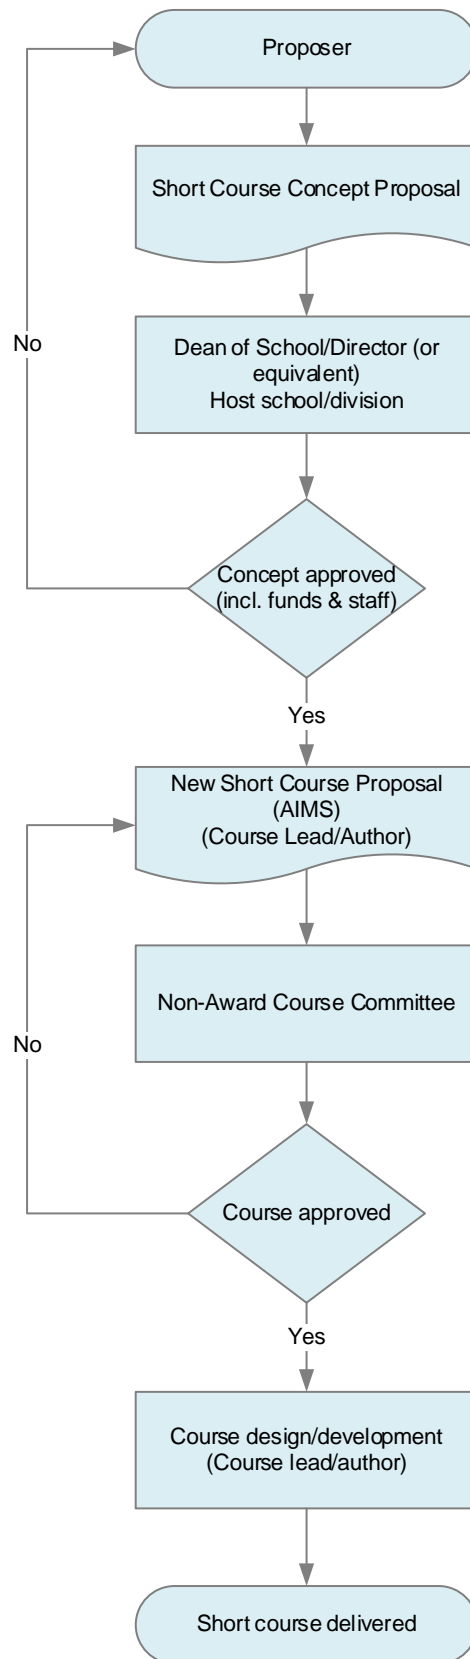 Proposer
Short Course Concept Proposal
No
Dean of School/Director (or
equivalent)
Host school/division
Concept approved
(incl. funds & staff)
Yes
New Short Course Proposal
(AIMS)
(Course Lead/Author)
Non-Award Course Committee
No
Course approved
Yes
Course design/development
(Course lead/author)
Short course delivered